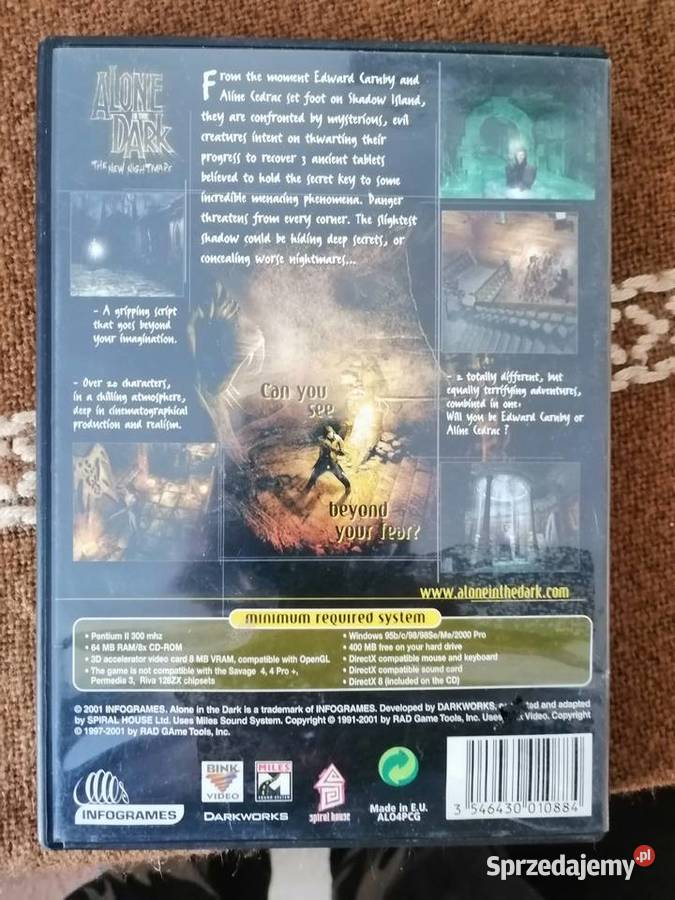 ALONE
IN THE
DARK
THE NEW NIGHTMARE
From the moment Edward Carnby and
Aline Cedrac set foot on Shadow Island,
they are confronted by mysterious, evil
creatures intent on thwarting their
progress to recover 3 ancient tablets
believed to hold the secret key to some
incredible menacing phenomena. Danger
threatens from every corner. The slightest
shadow could be hiding deep secrets, or
concealing worse nightmares...
- A gripping script
that goes beyond
your imagination.
- Over 20 characters,
in a chilling atmosphere,
deep in cinematographical
production and realism.
Can you
see
beyond
your fear?
- 2 totally different, but
equally terrifying adventures,
combined in one.
Will you be Edward Carnby or
Aline Cedrac ?
www.aloneinthedark.com
minimum required system
• Pentium II 300 mhz
• 64 MB RAM/8x CD-ROM
• 3D accelerator video card 8 MB VRAM, compatible with OpenGL
• The game is not compatible with the Savage 4, 4 Pro +,
Permedia 3, Riva 128ZX chipsets
• Windows 95b/c/98/98Se/Me/2000 Pro
• 400 MB free on your hard drive
• DirectX compatible mouse and keyboard
• DirectX compatible sound card
• DirectX 8 (included on the CD)
© 2001 INFOGRAMES. Alone in the Dark is a trademark of INFOGRAMES. Developed by DARKWORKS, and adapted
by SPIRAL HOUSE Ltd. Uses Miles Sound System. Copyright © 1991-2001 by RAD GAme Tools, Inc. Uses Video. Copyright
© 1997-2001 by RAD GAme Tools, Inc.
INFOGRAMES
BINK
VIDEO
MILES
SOUND SYSTEM
DARKWORKS
spiral house
Made in E.U.
ALO4PCG
3 546430 010884
Sprzedajemy.pl